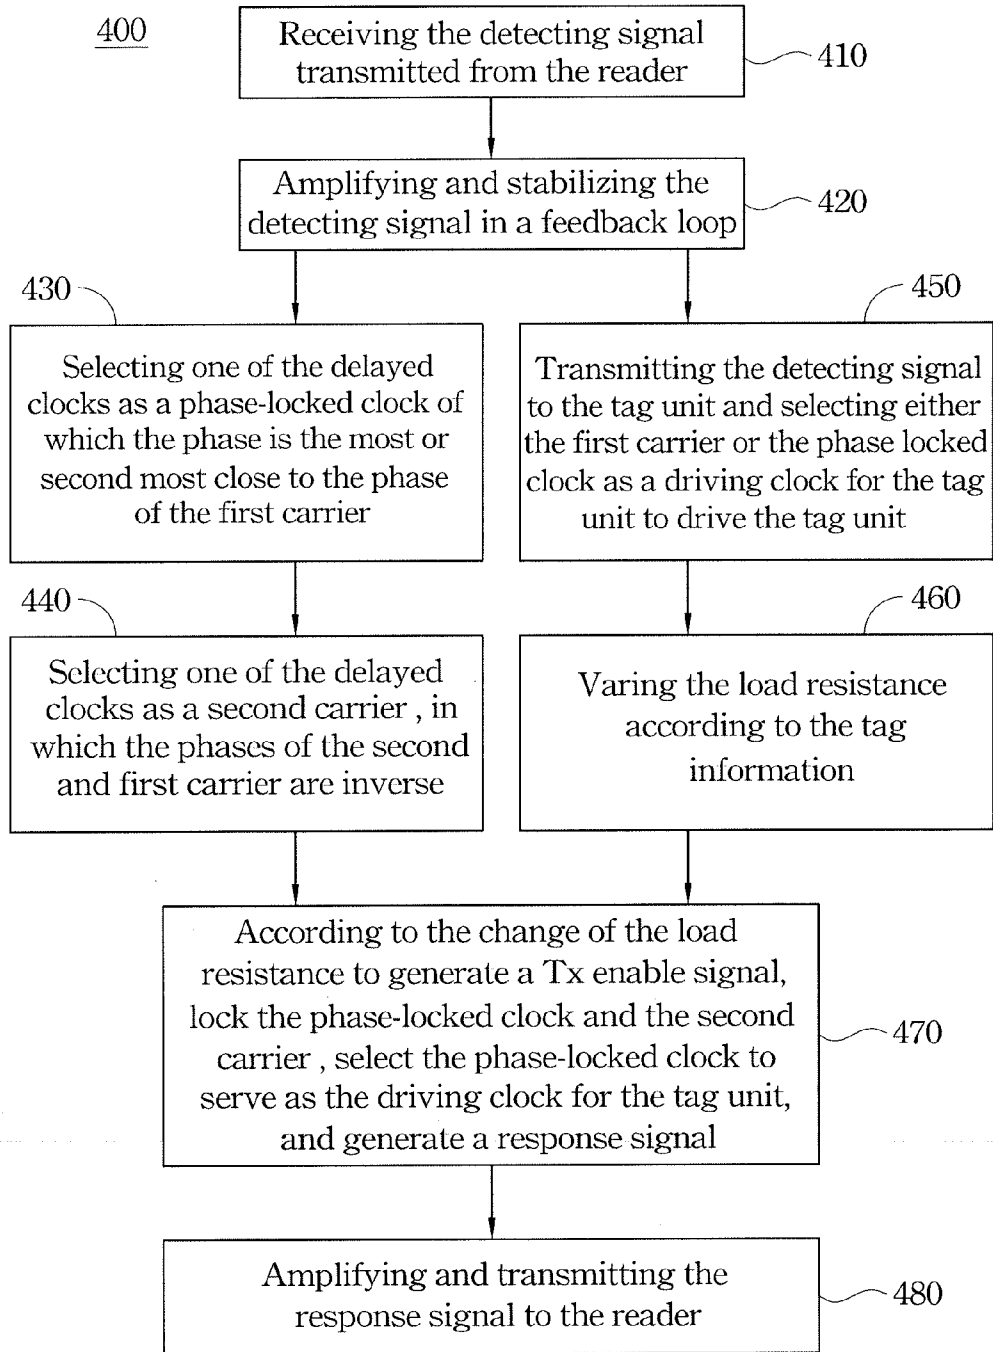 400
Receiving the detecting signal
transmitted from the reader
410
Amplifying and stabilizing the
detecting signal in a feedback loop
420
430
Selecting one of the delayed
clocks as a phase-locked clock of
which the phase is the most or
second most close to the phase
of the first carrier
450
Transmitting the detecting signal
to the tag unit and selecting either
the first carrier or the phase locked
clock as a driving clock for the tag
unit to drive the tag unit
440
Selecting one of the delayed
clocks as a second carrier , in
which the phases of the second
and first carrier are inverse
460
Varing the load resistance
according to the tag
information
According to the change of the load
resistance to generate a Tx enable signal,
lock the phase-locked clock and the second
carrier , select the phase-locked clock to
serve as the driving clock for the tag unit,
and generate a response signal
470
Amplifying and transmitting the
response signal to the reader
480